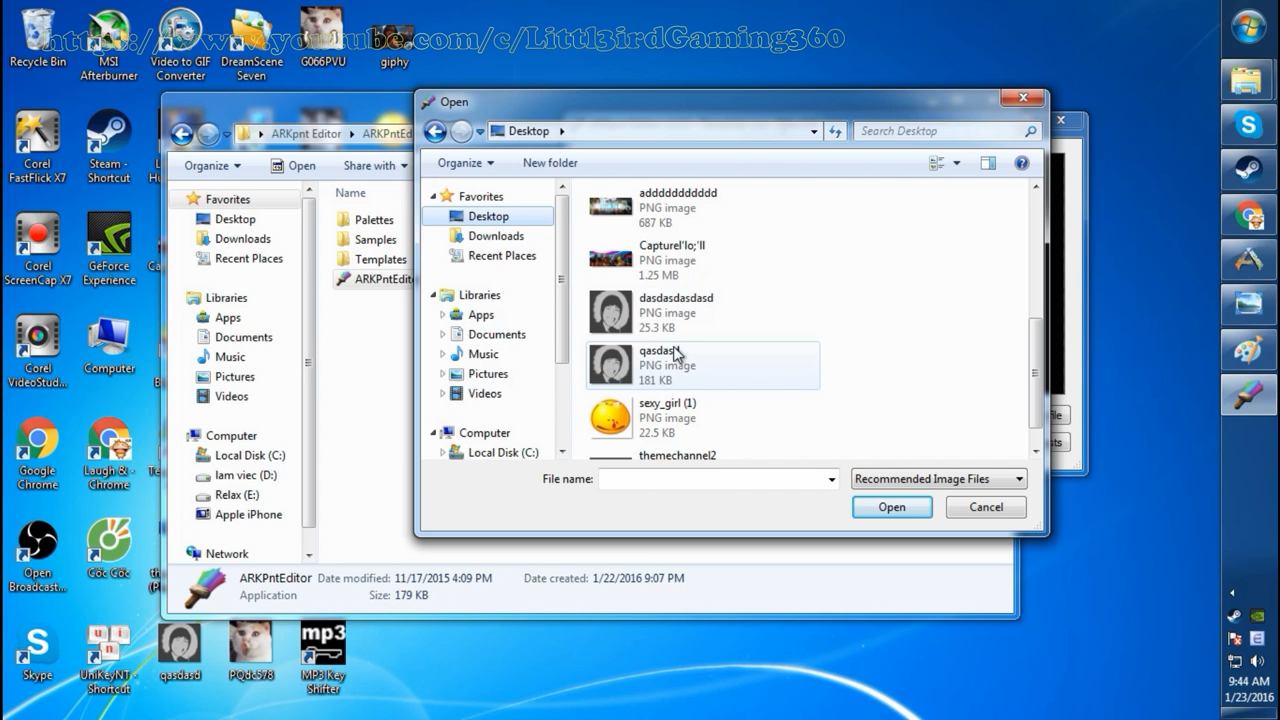 https://www.youtube.com/c/Littl3irdGaming360
Recycle Bin
MSI
Afterburner
Video to GIF
Converter
DreamScene
Seven
G066PVU
giphy
Corel
FastFlick X7
Steam -
Shortcut
Corel
ScreenCap X7
GeForce
Experience
Corel
VideoStud...
Computer
Google
Chrome
Laugh &-
Chrome
Open
Broadcast...
Cốc Cốc
Skype
UniKeyNT -
Shortcut
qasdasd
PQdc578
mp3
MP3 Key
Shifter
ARKpnt Editor
Organize
Open
Share with
Favorites
Desktop
Downloads
Recent Places
Libraries
Apps
Documents
Music
Pictures
Videos
Computer
Local Disk (C:)
lam viec (D:)
Relax (E:)
Apple iPhone
Network
Name
Palettes
Samples
Templates
ARKPntEditor Date modified: 11/17/2015 4:09 PM Date created: 1/22/2016 9:07 PM
Application Size: 179 KB
Open
Desktop
Search Desktop
Organize
New folder
Favorites
Desktop
Downloads
Recent Places
Libraries
Apps
Documents
Music
Pictures
Videos
Computer
Local Disk (C:)
addddddddddd
PNG image
687 KB
Capturel'lo;'ll
PNG image
1.25 MB
dasdasdasdasd
PNG image
25.3 KB
qasdasd
PNG image
181 KB
sexy_girl (1)
PNG image
22.5 KB
themechannel2
File name:
Recommended Image Files
Open
Cancel
9:44 AM
1/23/2016